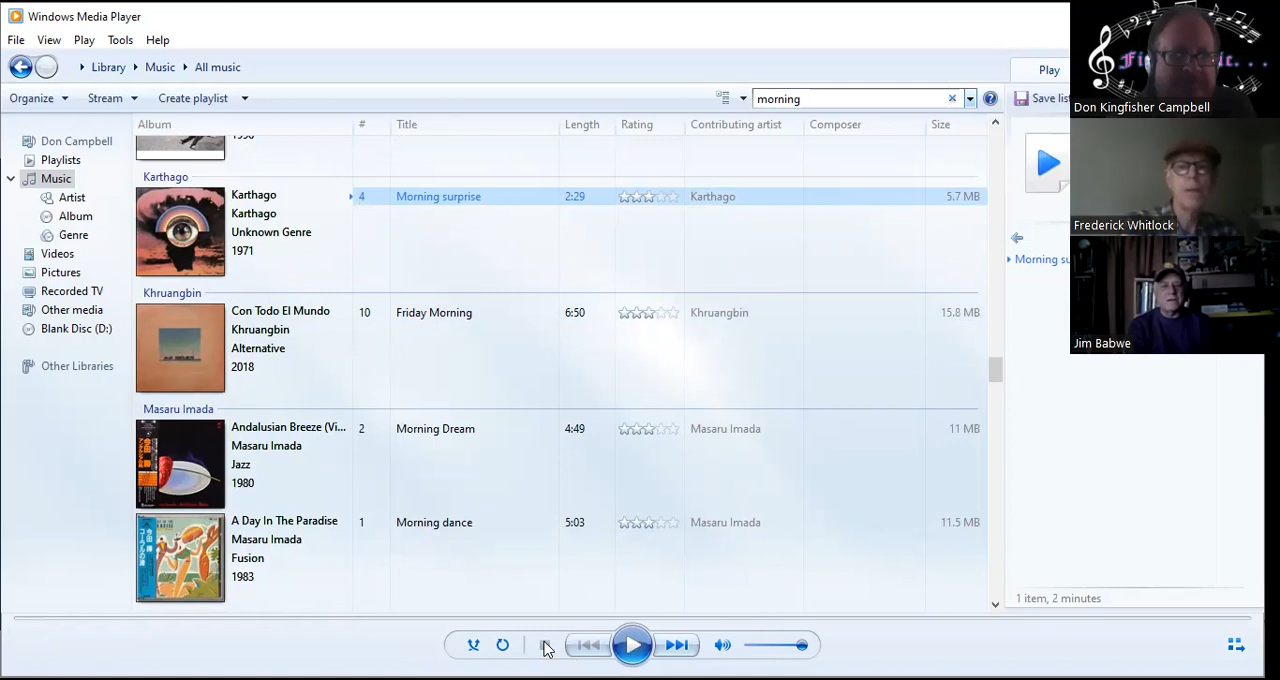 Windows Media Player
File View Play Tools Help
Library Music All music
Play
Organize Stream Create playlist
morning
Save list
Album # Title Length Rating Contributing artist Composer Size
Don Campbell
Playlists
Music
Artist
Album
Genre
Videos
Pictures
Recorded TV
Other media
Blank Disc (D:)
Other Libraries
Karthago
Karthago
Karthago
Unknown Genre
1971
4 Morning surprise 2:29 Karthago 5.7 MB
Khruangbin
Con Todo El Mundo
Khruangbin
Alternative
2018
10 Friday Morning 6:50 Khruangbin 15.8 MB
Masaru Imada
Andalusian Breeze (Vi...
Masaru Imada
Jazz
1980
2 Morning Dream 4:49 Masaru Imada 11 MB
A Day In The Paradise
Masaru Imada
Fusion
1983
1 Morning dance 5:03 Masaru Imada 11.5 MB
Morning su
1 item, 2 minutes
Don Kingfisher Campbell
Frederick Whitlock
Jim Babwe